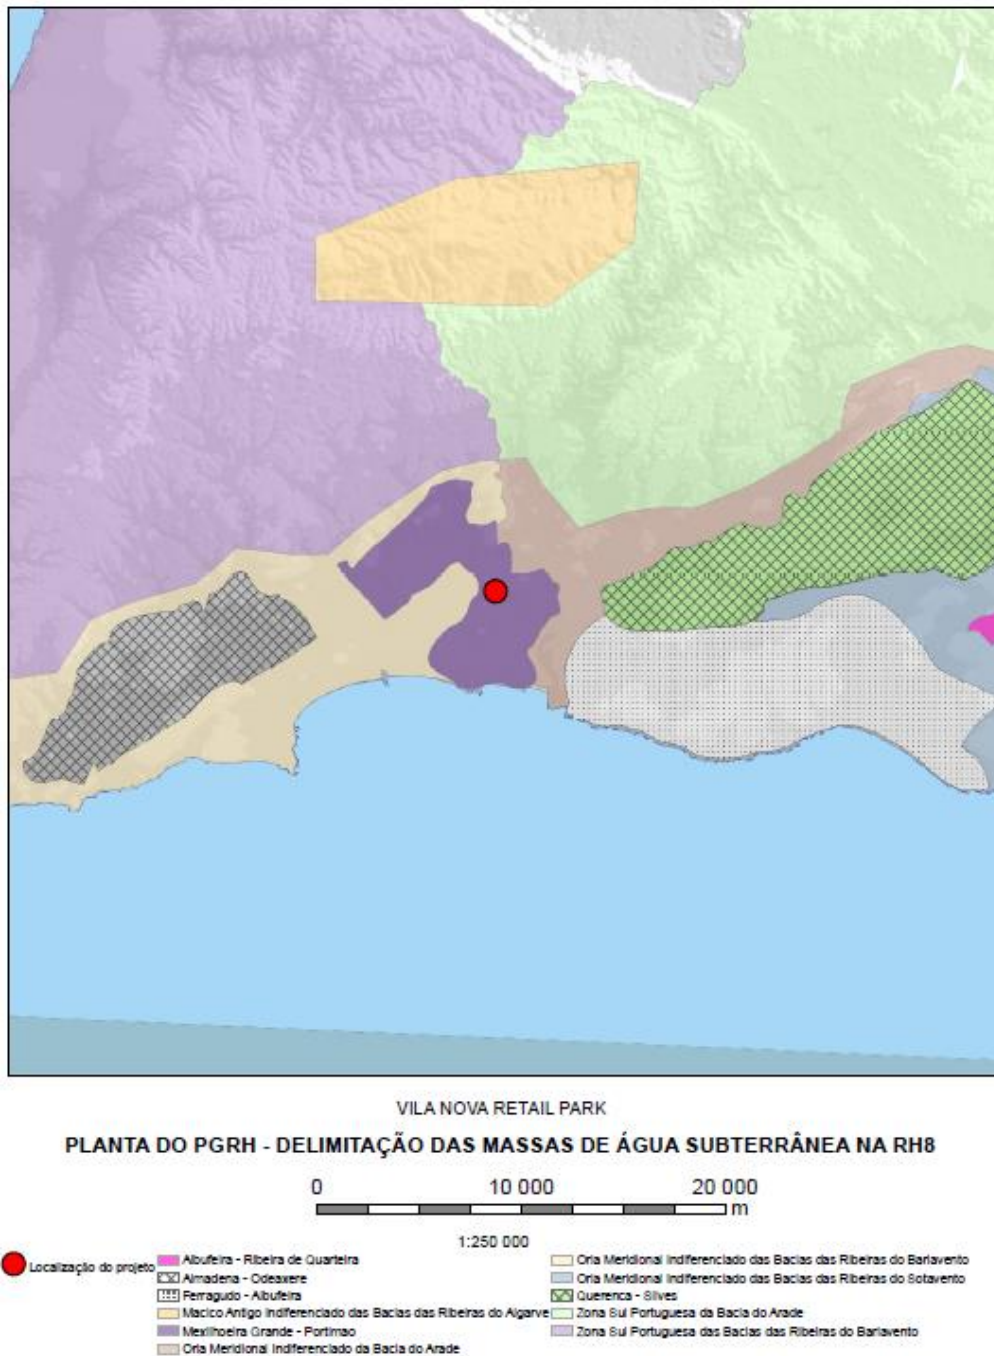 VILA NOVA RETAIL PARK
PLANTA DO PGRH - DELIMITAÇÃO DAS MASSAS DE ÁGUA SUBTERRÂNEA NA RH8
0 10 000 20 000
m
1:250 000
Localização do projeto
Albufeira - Ribeira de Quarteira
Almadena - Odeaxere
Ferragudo - Albufeira
Macico Antigo Indiferenciado das Bacias das Ribeiras do Algarve
Mexilhoeira Grande - Portimao
Orla Meridional Indiferenciado da Bacia do Arade
Orla Meridional Indiferenciado das Bacias das Ribeiras do Barlavento
Orla Meridional Indiferenciado das Bacias das Ribeiras do Sotavento
Querenca - Silves
Zona Sul Portuguesa da Bacia do Arade
Zona Sul Portuguesa das Bacias das Ribeiras do Barlavento